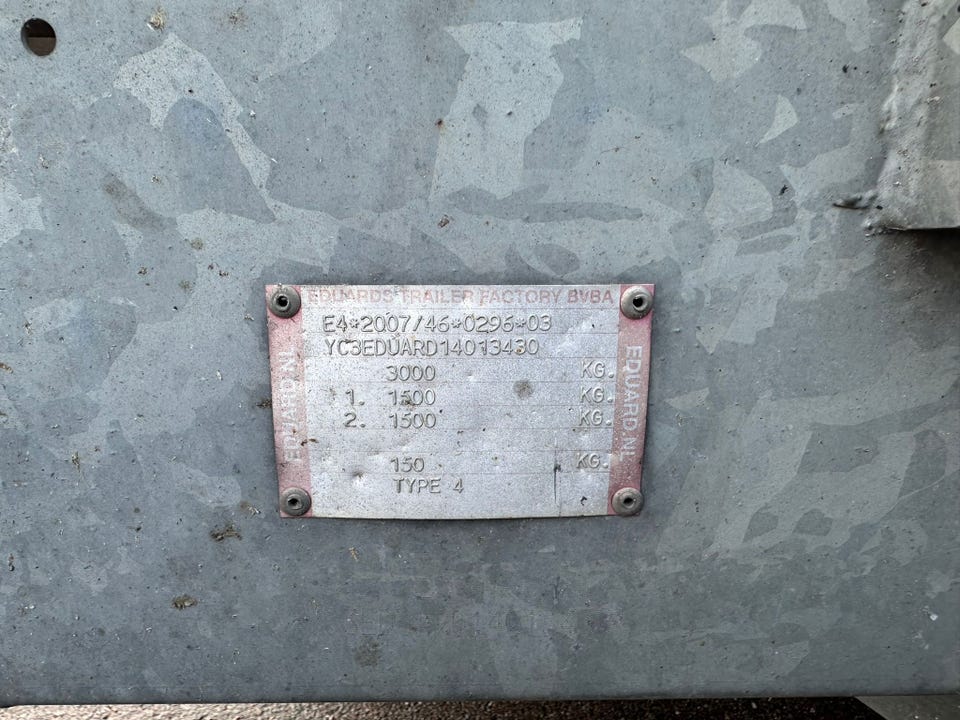 EDUARDS TRAILER FACTORY BVBA
E4*2007/46*0296*03
YC3EDUARD14013430
3000 KG.
1. 1500 KG.
2. 1500 KG.
150 KG.
TYPE 4
EDUARD.NL
EDUARD.NL